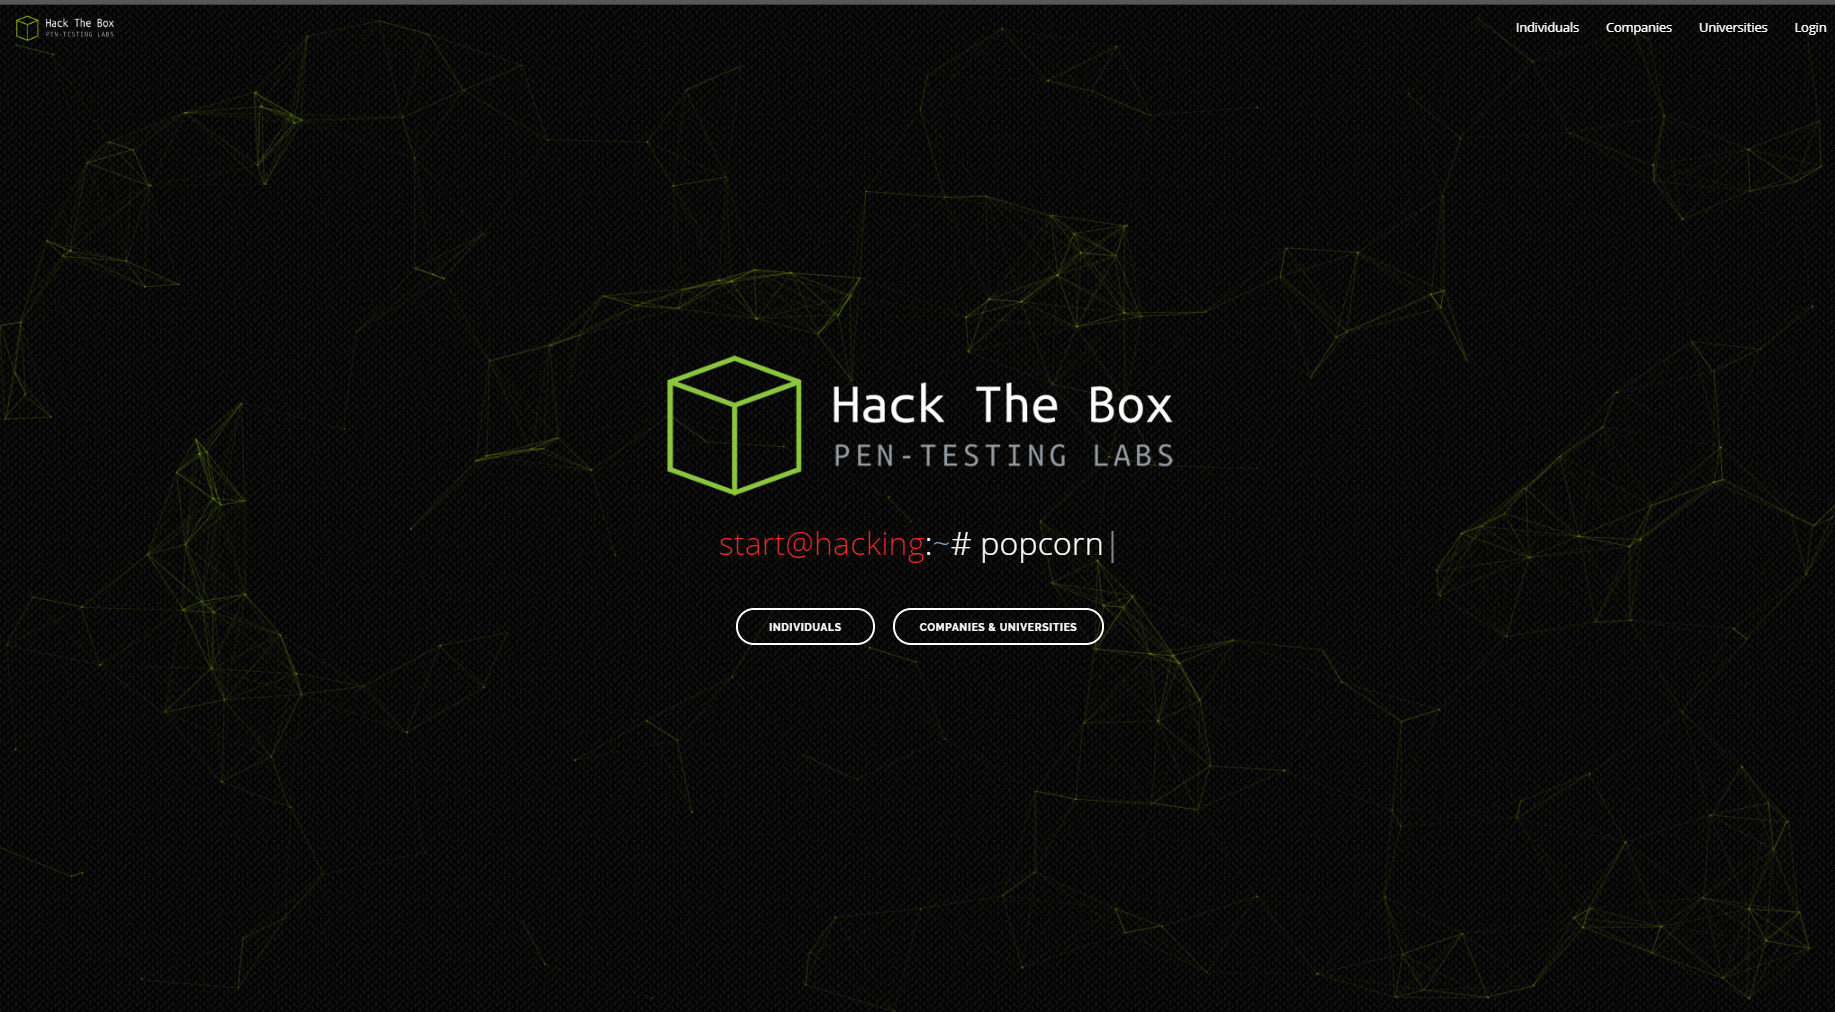 Hack The Box
PEN-TESTING LABS
Individuals Companies Universities Login
Hack The Box
PEN-TESTING LABS
start@hacking:~# popcorn|
INDIVIDUALS
COMPANIES & UNIVERSITIES